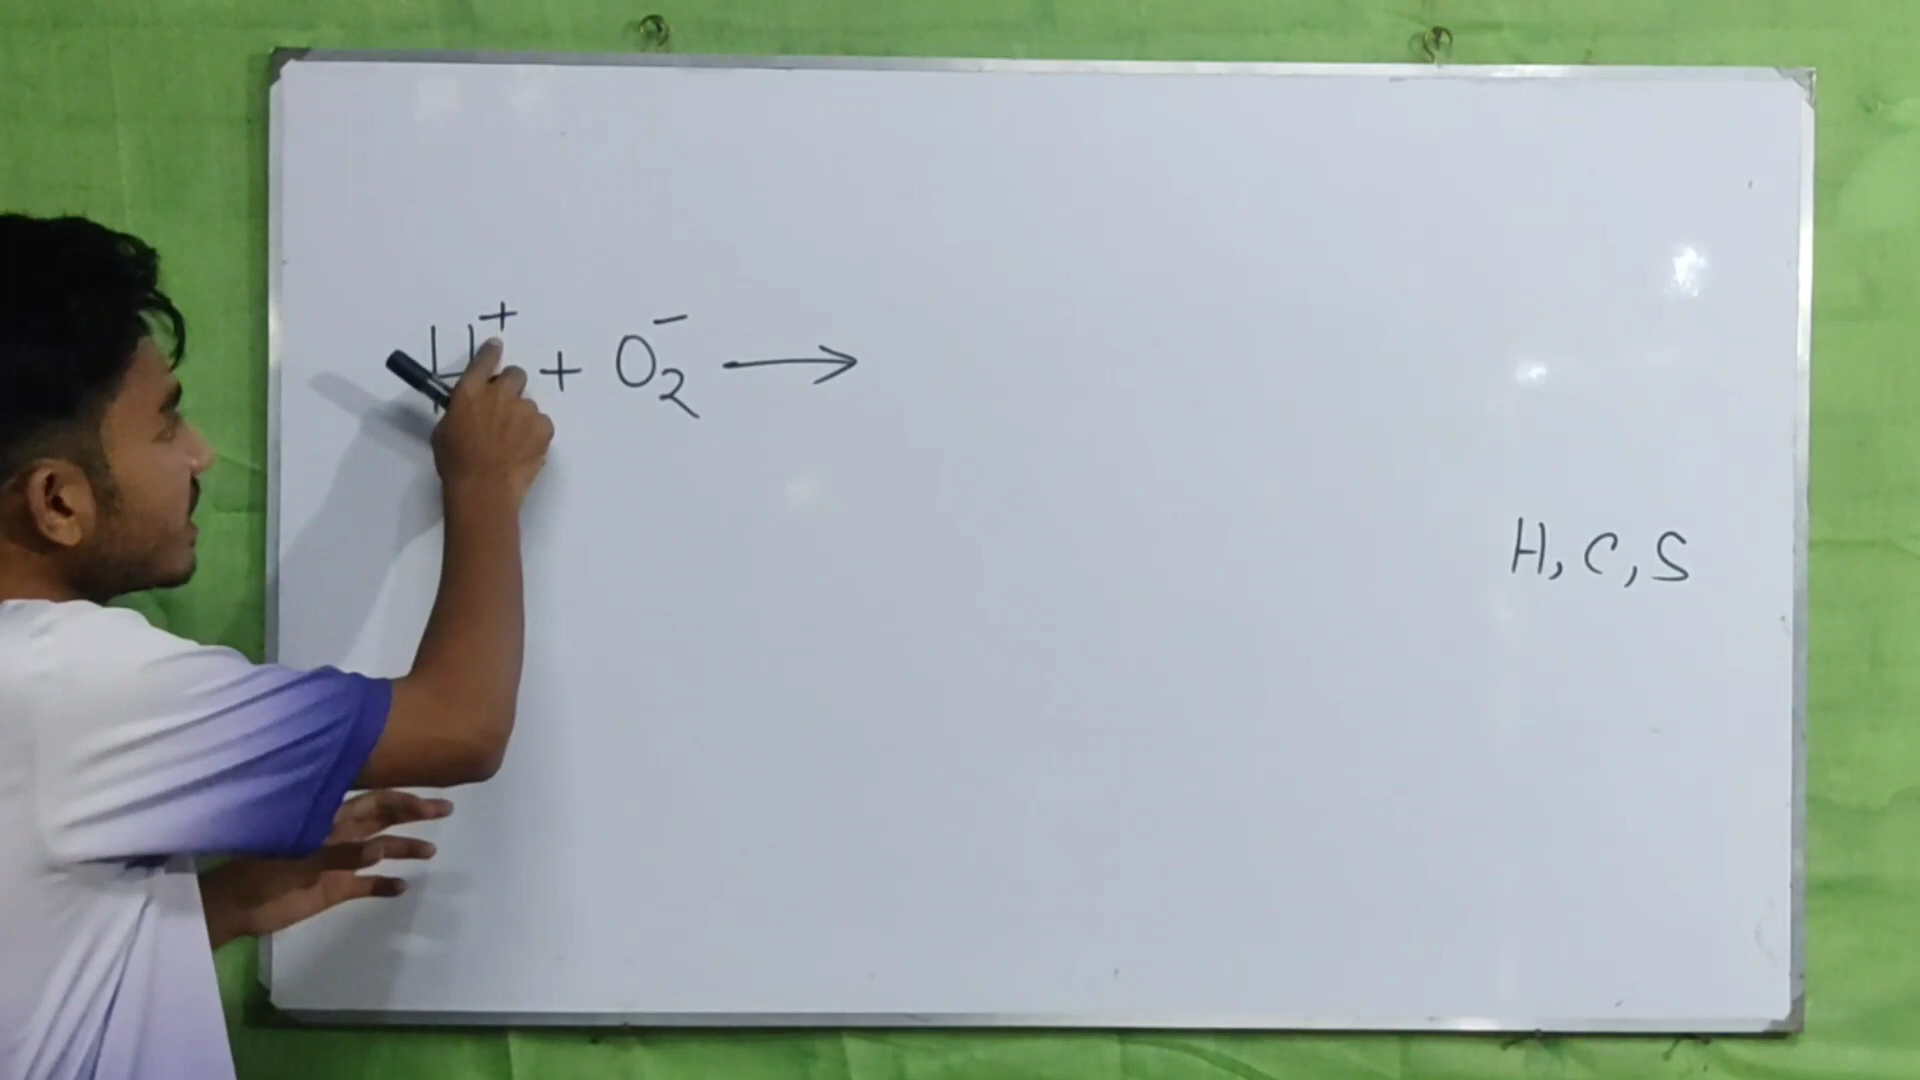 H⁺ + O₂⁻ ⟶
H, C, S